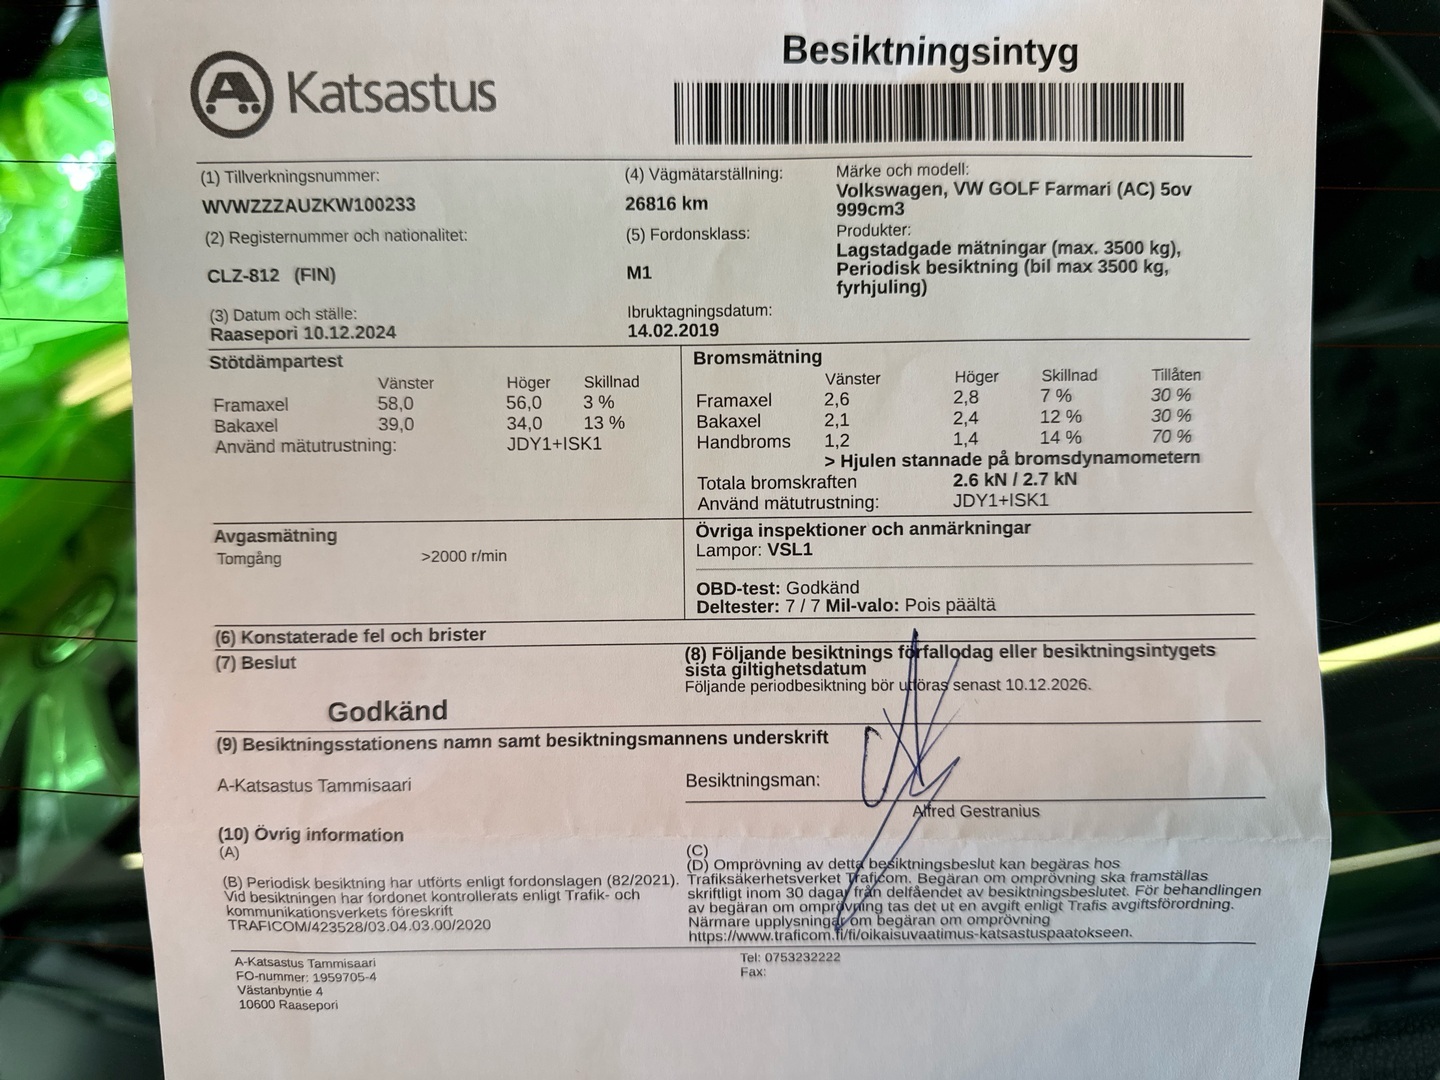 Besiktningsintyg
A Katsastus
(1) Tillverkningsnummer:
WVWZZZAUZKW100233
(4) Vägmätarställning:
26816 km
Märke och modell:
Volkswagen, VW GOLF Farmari (AC) 5ov
999cm3
(2) Registernummer och nationalitet:
CLZ-812 (FIN)
(5) Fordonsklass:
M1
Produkter:
Lagstadgade mätningar (max. 3500 kg),
Periodisk besiktning (bil max 3500 kg,
fyrhjuling)
(3) Datum och ställe:
Raasepori 10.12.2024
Ibruktagningsdatum:
14.02.2019
Stötdämpartest
Vänster Höger Skillnad
Framaxel 58,0 56,0 3 %
Bakaxel 39,0 34,0 13 %
Använd mätutrustning: JDY1+ISK1
Bromsmätning
Vänster Höger Skillnad Tillåten
Framaxel 2,6 2,8 7 % 30 %
Bakaxel 2,1 2,4 12 % 30 %
Handbroms 1,2 1,4 14 % 70 %
> Hjulen stannade på bromsdynamometern
Totala bromskraften 2.6 kN / 2.7 kN
Använd mätutrustning: JDY1+ISK1
Avgasmätning
Tomgång >2000 r/min
Övriga inspektioner och anmärkningar
Lampor: VSL1
OBD-test: Godkänd
Deltester: 7 / 7 Mil-valo: Pois päältä
(6) Konstaterade fel och brister
(7) Beslut
Godkänd
(8) Följande besiktnings förfallodag eller besiktningsintygets
sista giltighetsdatum
Följande periodbesiktning bör utföras senast 10.12.2026.
(9) Besiktningsstationens namn samt besiktningsmannens underskrift
A-Katsastus Tammisaari
Besiktningsman:
Alfred Gestranius
(10) Övrig information
(A)
(B) Periodisk besiktning har utförts enligt fordonslagen (82/2021).
Vid besiktningen har fordonet kontrollerats enligt Trafik- och
kommunikationsverkets föreskrift
TRAFICOM/423528/03.04.03.00/2020
(C)
(D) Omprövning av detta besiktningsbeslut kan begäras hos
Trafiksäkerhetsverket Traficom. Begäran om omprövning ska framställas
skriftligt inom 30 dagar från delfåendet av besiktningsbeslutet. För behandlingen
av begäran om omprövning tas det ut en avgift enligt Trafis avgiftsförordning.
Närmare upplysningar om begäran om omprövning
https://www.traficom.fi/fi/oikaisuvaatimus-katsastuspaatokseen.
A-Katsastus Tammisaari
FO-nummer: 1959705-4
Västanbyntie 4
10600 Raasepori
Tel: 0753232222
Fax: